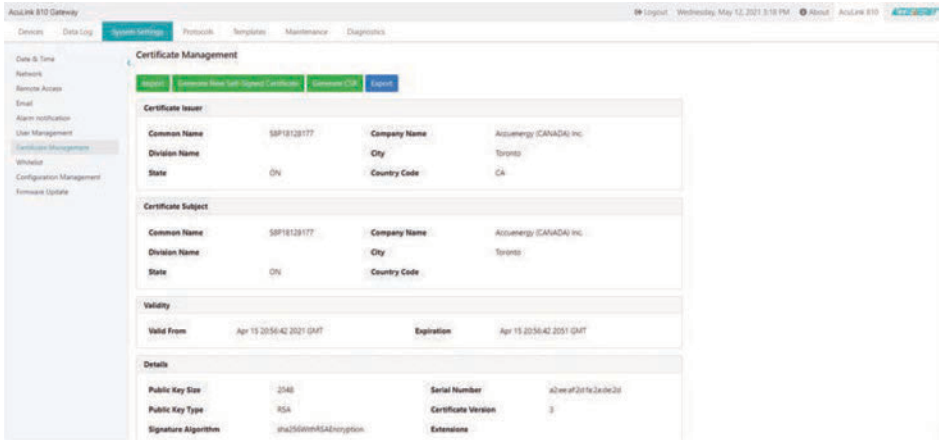 AcuLink 810 Gateway
Logout Wednesday, May 12, 2021 3:18 PM About AcuLink 810
Devices Data Log System Settings Protocols Templates Maintenance Diagnostics
Date & Time
Network
Remote Access
Email
Alarm notification
User Management
Certificate Management
Whitelist
Configuration Management
Firmware Update
Certificate Management
Import Generate New Self-Signed Certificate Generate CSR Export
Certificate Issuer
Common Name Company Name Accuenergy (CANADA) Inc.
Division Name City Toronto
State ON Country Code CA
Certificate Subject
Common Name Company Name Accuenergy (CANADA) Inc.
Division Name City Toronto
State ON Country Code
Validity
Valid From Apr 15 20:56:42 2021 GMT Expiration Apr 15 20:56:42 2051 GMT
Details
Public Key Size 2048 Serial Number
Public Key Type RSA Certificate Version 3
Signature Algorithm sha256WithRSAEncryption Extensions